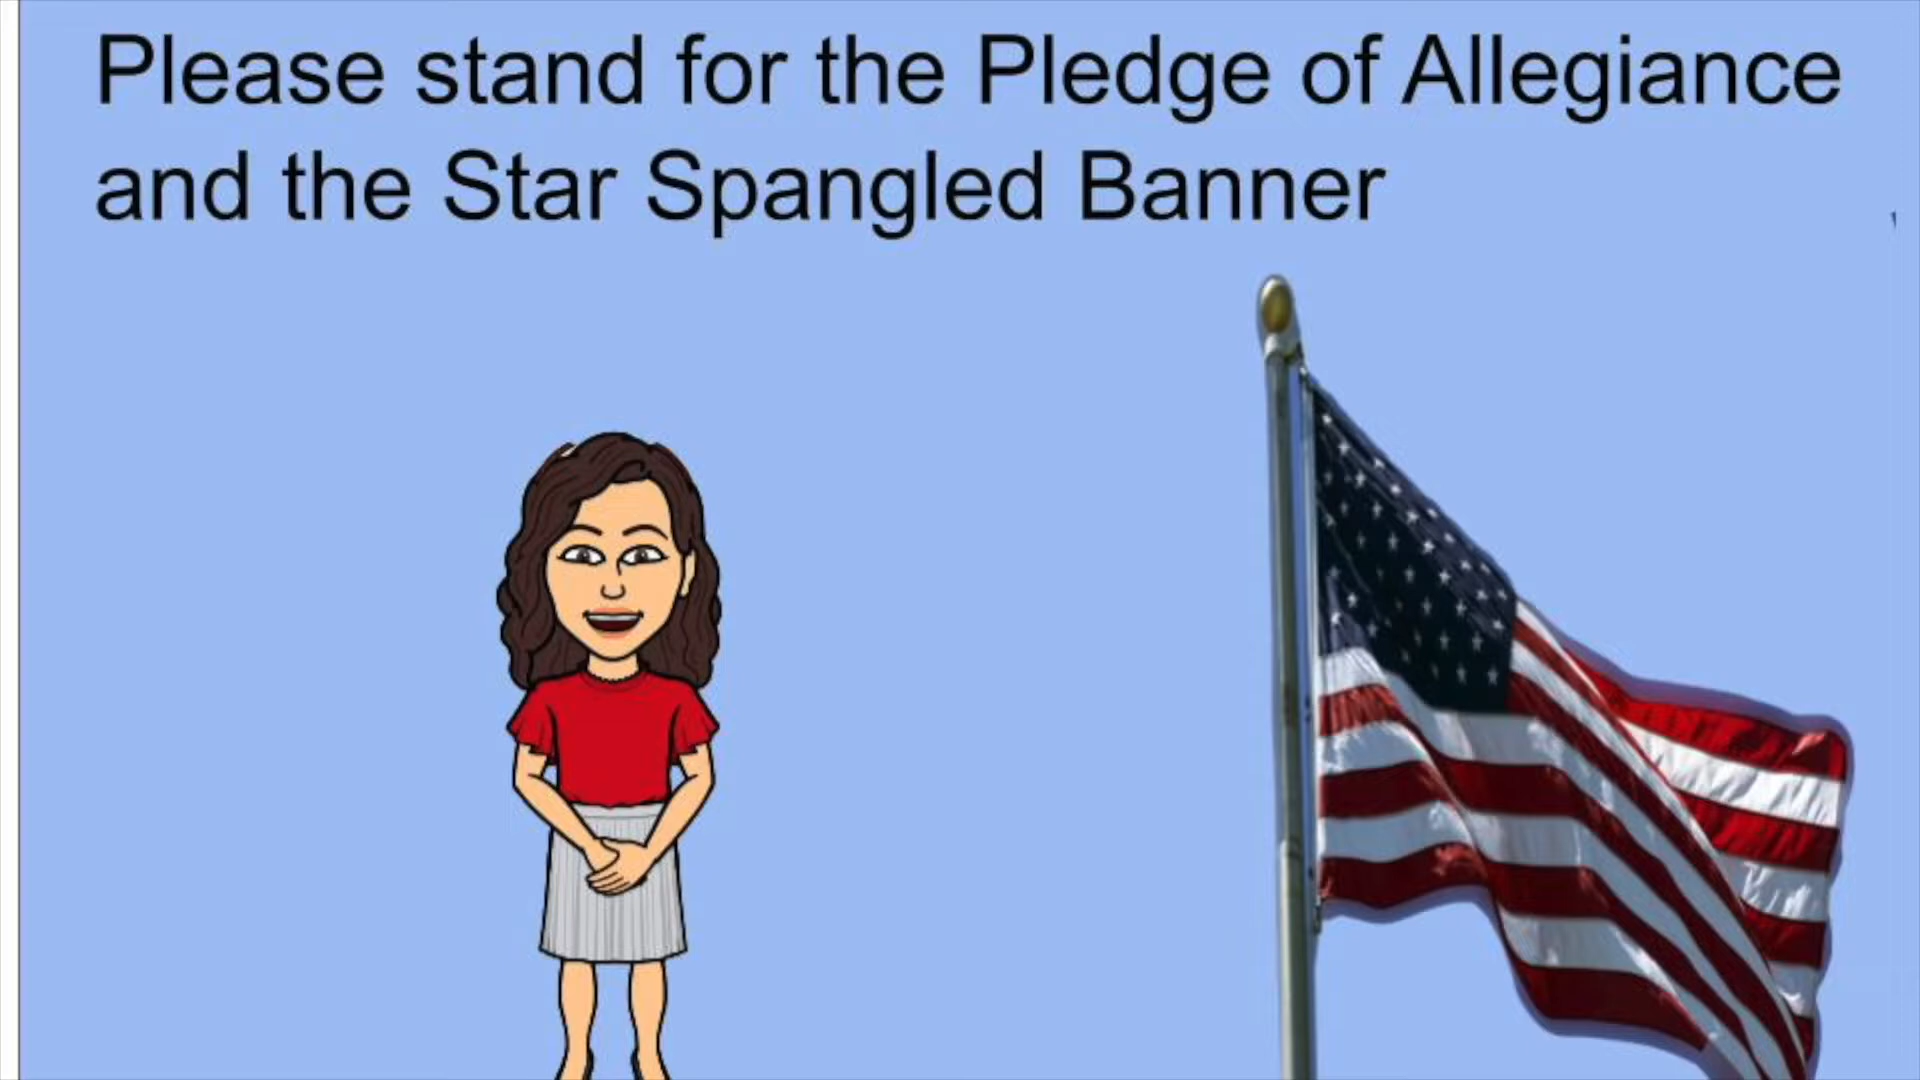 Please stand for the Pledge of Allegiance
and the Star Spangled Banner